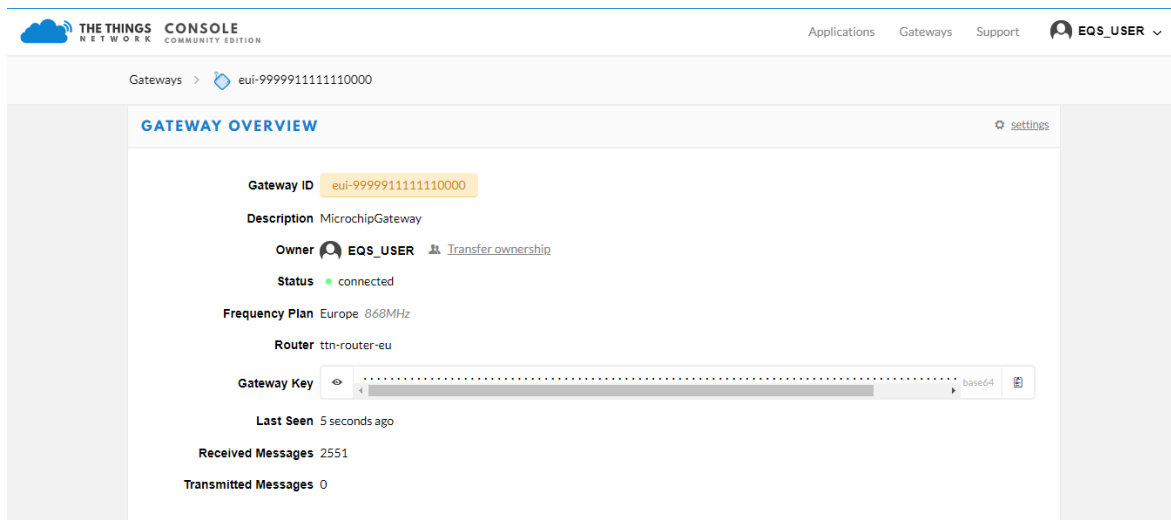 THE THINGS NETWORK CONSOLE COMMUNITY EDITION
Applications Gateways Support EQS_USER
Gateways > eui-9999911111110000
GATEWAY OVERVIEW settings
Gateway ID eui-9999911111110000
Description MicrochipGateway
Owner EQS_USER Transfer ownership
Status connected
Frequency Plan Europe 868MHz
Router ttn-router-eu
Gateway Key base64
Last Seen 5 seconds ago
Received Messages 2551
Transmitted Messages 0